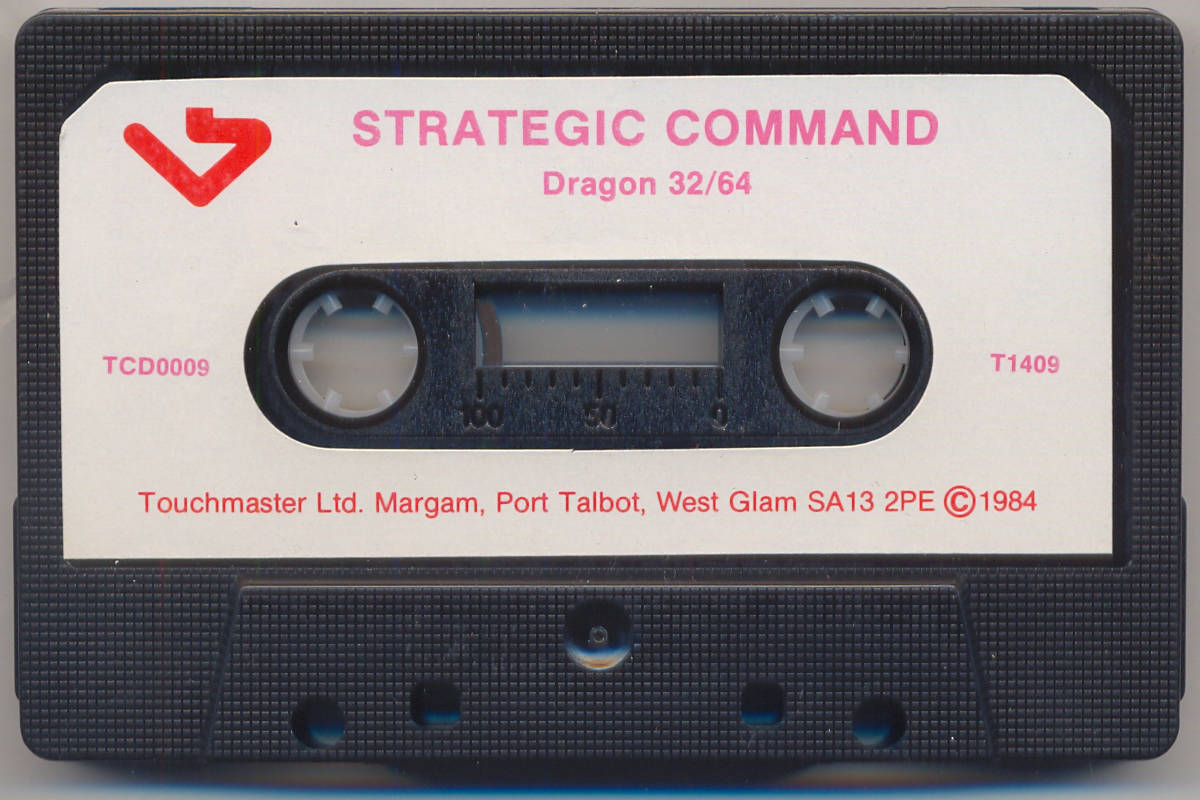 STRATEGIC COMMAND
Dragon 32/64
TCD0009
T1409
100 50 0
Touchmaster Ltd. Margam, Port Talbot, West Glam SA13 2PE ©1984